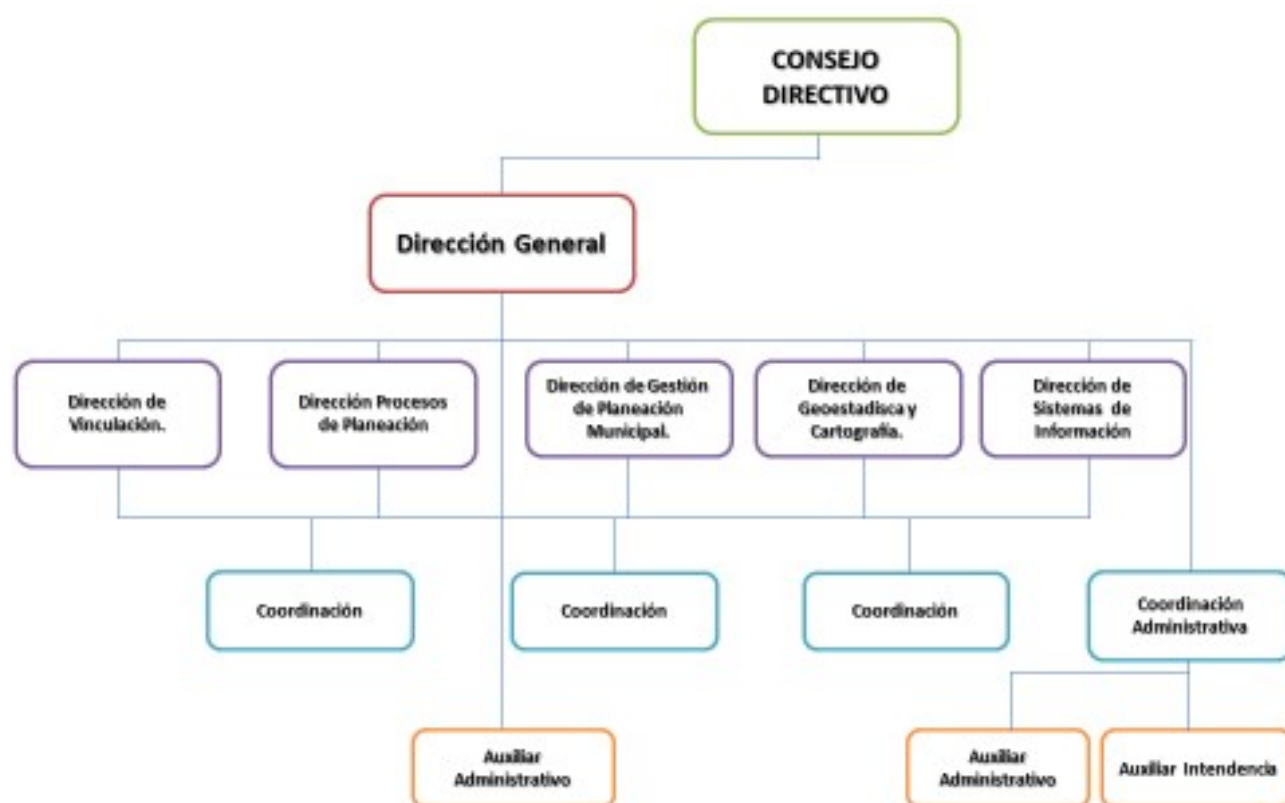 CONSEJO
DIRECTIVO
Dirección General
Dirección de
Vinculación.
Dirección Procesos
de Planeación
Dirección de Gestión
de Planeación
Municipal.
Dirección de
Geoestadisca y
Cartografía.
Dirección de
Sistemas de
Información
Coordinación
Coordinación
Coordinación
Coordinación
Administrativa
Auxiliar
Administrativo
Auxiliar
Administrativo
Auxiliar Intendencia